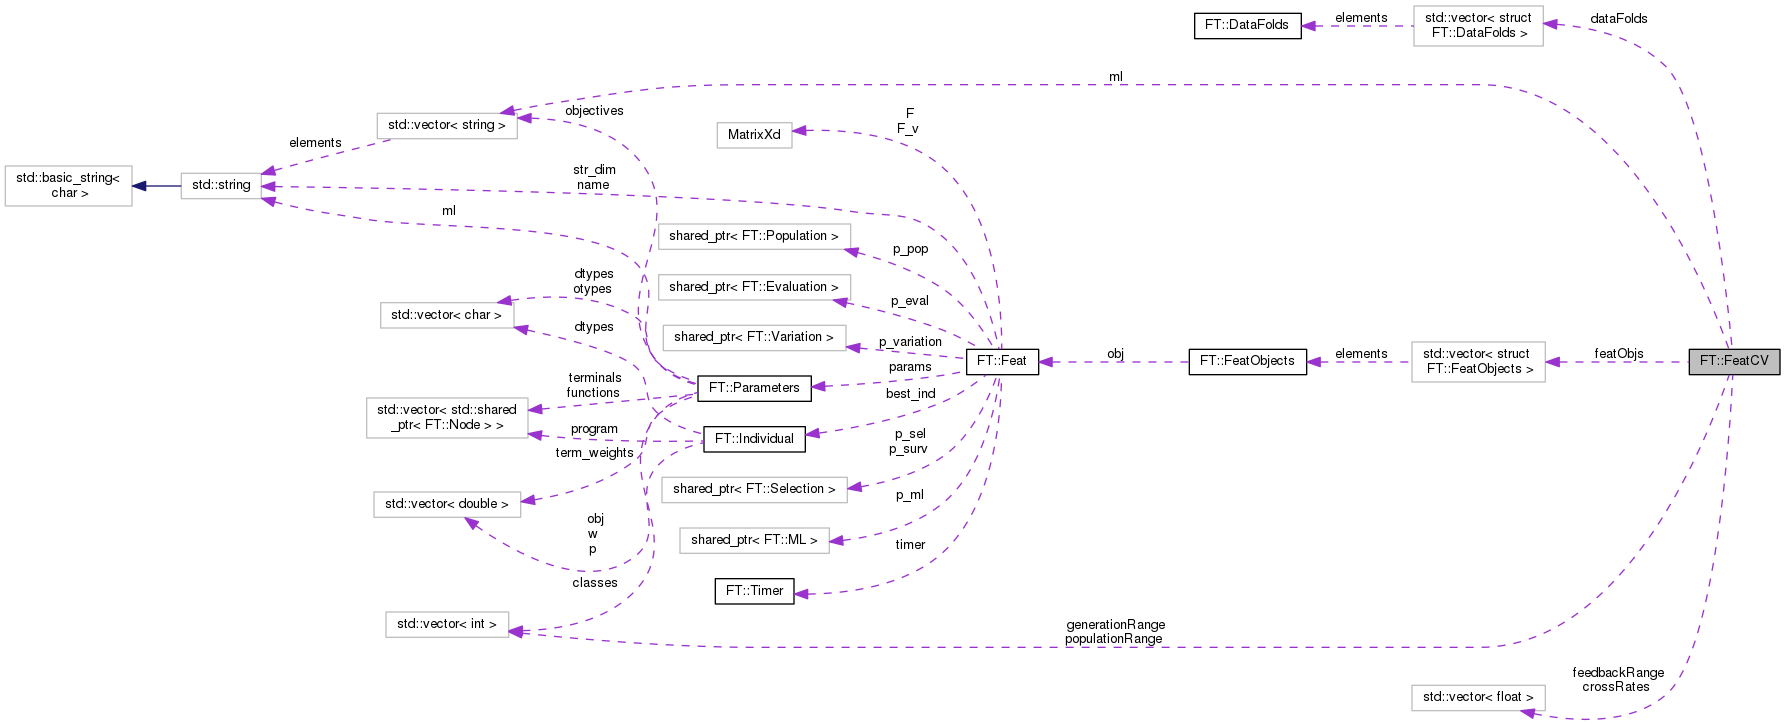 dataFolds
FT::DataFolds
elements
std::vector< struct
FT::DataFolds >
ml
objectives
std::vector< string >
F
F_v
MatrixXd
elements
std::basic_string<
char >
std::string
str_dim
name
ml
shared_ptr< FT::Population >
p_pop
shared_ptr< FT::Evaluation >
p_eval
dtypes
otypes
std::vector< char >
dtypes
shared_ptr< FT::Variation >
p_variation
FT::Feat
obj
FT::FeatObjects
elements
std::vector< struct
FT::FeatObjects >
featObjs
FT::FeatCV
params
FT::Parameters
best_ind
terminals
functions
std::vector< std::shared
_ptr< FT::Node > >
program
FT::Individual
p_sel
p_surv
term_weights
shared_ptr< FT::Selection >
std::vector< double >
p_ml
obj
w
p
shared_ptr< FT::ML >
timer
classes
FT::Timer
std::vector< int >
generationRange
populationRange
feedbackRange
crossRates
std::vector< float >